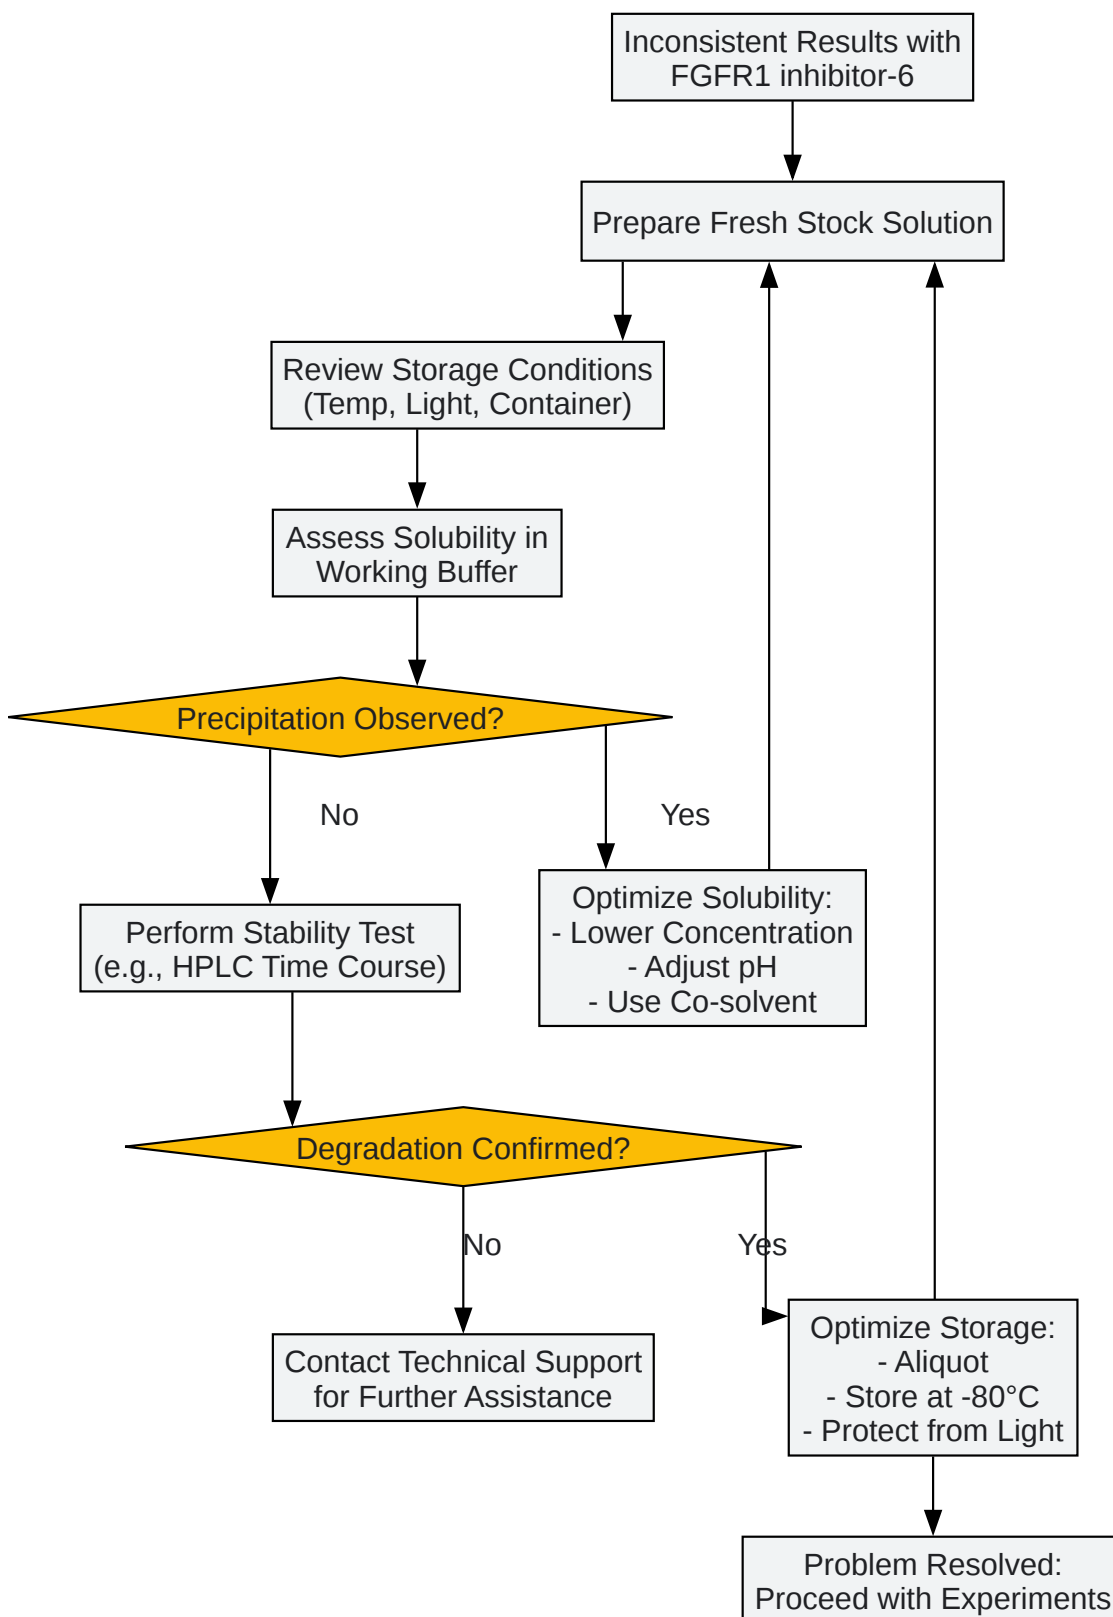 Inconsistent Results with
FGFR1 inhibitor-6
Prepare Fresh Stock Solution
Review Storage Conditions
(Temp, Light, Container)
Assess Solubility in
Working Buffer
Precipitation Observed?
No
Yes
Optimize Solubility:
- Lower Concentration
- Adjust pH
- Use Co-solvent
Perform Stability Test
(e.g., HPLC Time Course)
Degradation Confirmed?
No
Yes
Optimize Storage:
- Aliquot
- Store at -80°C
- Protect from Light
Contact Technical Support
for Further Assistance
Problem Resolved:
Proceed with Experiments